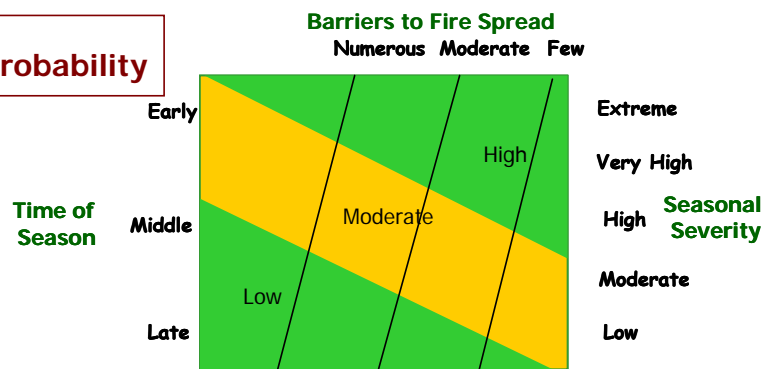 Barriers to Fire Spread
Numerous Moderate Few
robability
Early
Extreme
High
Very High
Time of
Season
Middle
Moderate
High
Seasonal
Severity
Moderate
Low
Late
Low